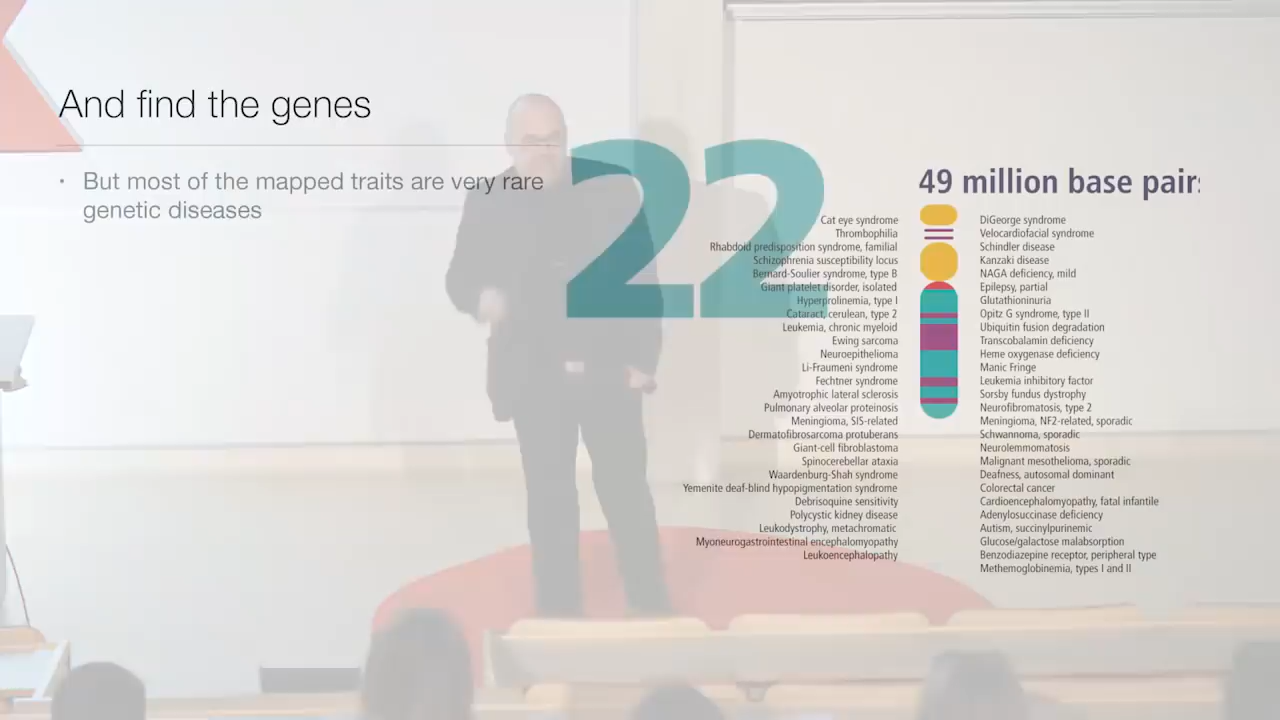 And find the genes
• But most of the mapped traits are very rare
genetic diseases
22
49 million base pairs
Cat eye syndrome
Thrombophilia
Rhabdoid predisposition syndrome, familial
Schizophrenia susceptibility locus
Bernard-Soulier syndrome, type B
Giant platelet disorder, isolated
Hyperprolinemia, type I
Cataract, cerulean, type 2
Leukemia, chronic myeloid
Ewing sarcoma
Neuroepithelioma
Li-Fraumeni syndrome
Fechtner syndrome
Amyotrophic lateral sclerosis
Pulmonary alveolar proteinosis
Meningioma, SIS-related
Dermatofibrosarcoma protuberans
Giant-cell fibroblastoma
Spinocerebellar ataxia
Waardenburg-Shah syndrome
Yemenite deaf-blind hypopigmentation syndrome
Debrisoquine sensitivity
Polycystic kidney disease
Leukodystrophy, metachromatic
Myoneurogastrointestinal encephalomyopathy
Leukoencephalopathy
DiGeorge syndrome
Velocardiofacial syndrome
Schindler disease
Kanzaki disease
NAGA deficiency, mild
Epilepsy, partial
Glutathioninuria
Opitz G syndrome, type II
Ubiquitin fusion degradation
Transcobalamin deficiency
Heme oxygenase deficiency
Manic Fringe
Leukemia inhibitory factor
Sorsby fundus dystrophy
Neurofibromatosis, type 2
Meningioma, NF2-related, sporadic
Schwannoma, sporadic
Neurolemmomatosis
Malignant mesothelioma, sporadic
Deafness, autosomal dominant
Colorectal cancer
Cardioencephalomyopathy, fatal infantile
Adenylosuccinase deficiency
Autism, succinylpurinemic
Glucose/galactose malabsorption
Benzodiazepine receptor, peripheral type
Methemoglobinemia, types I and II